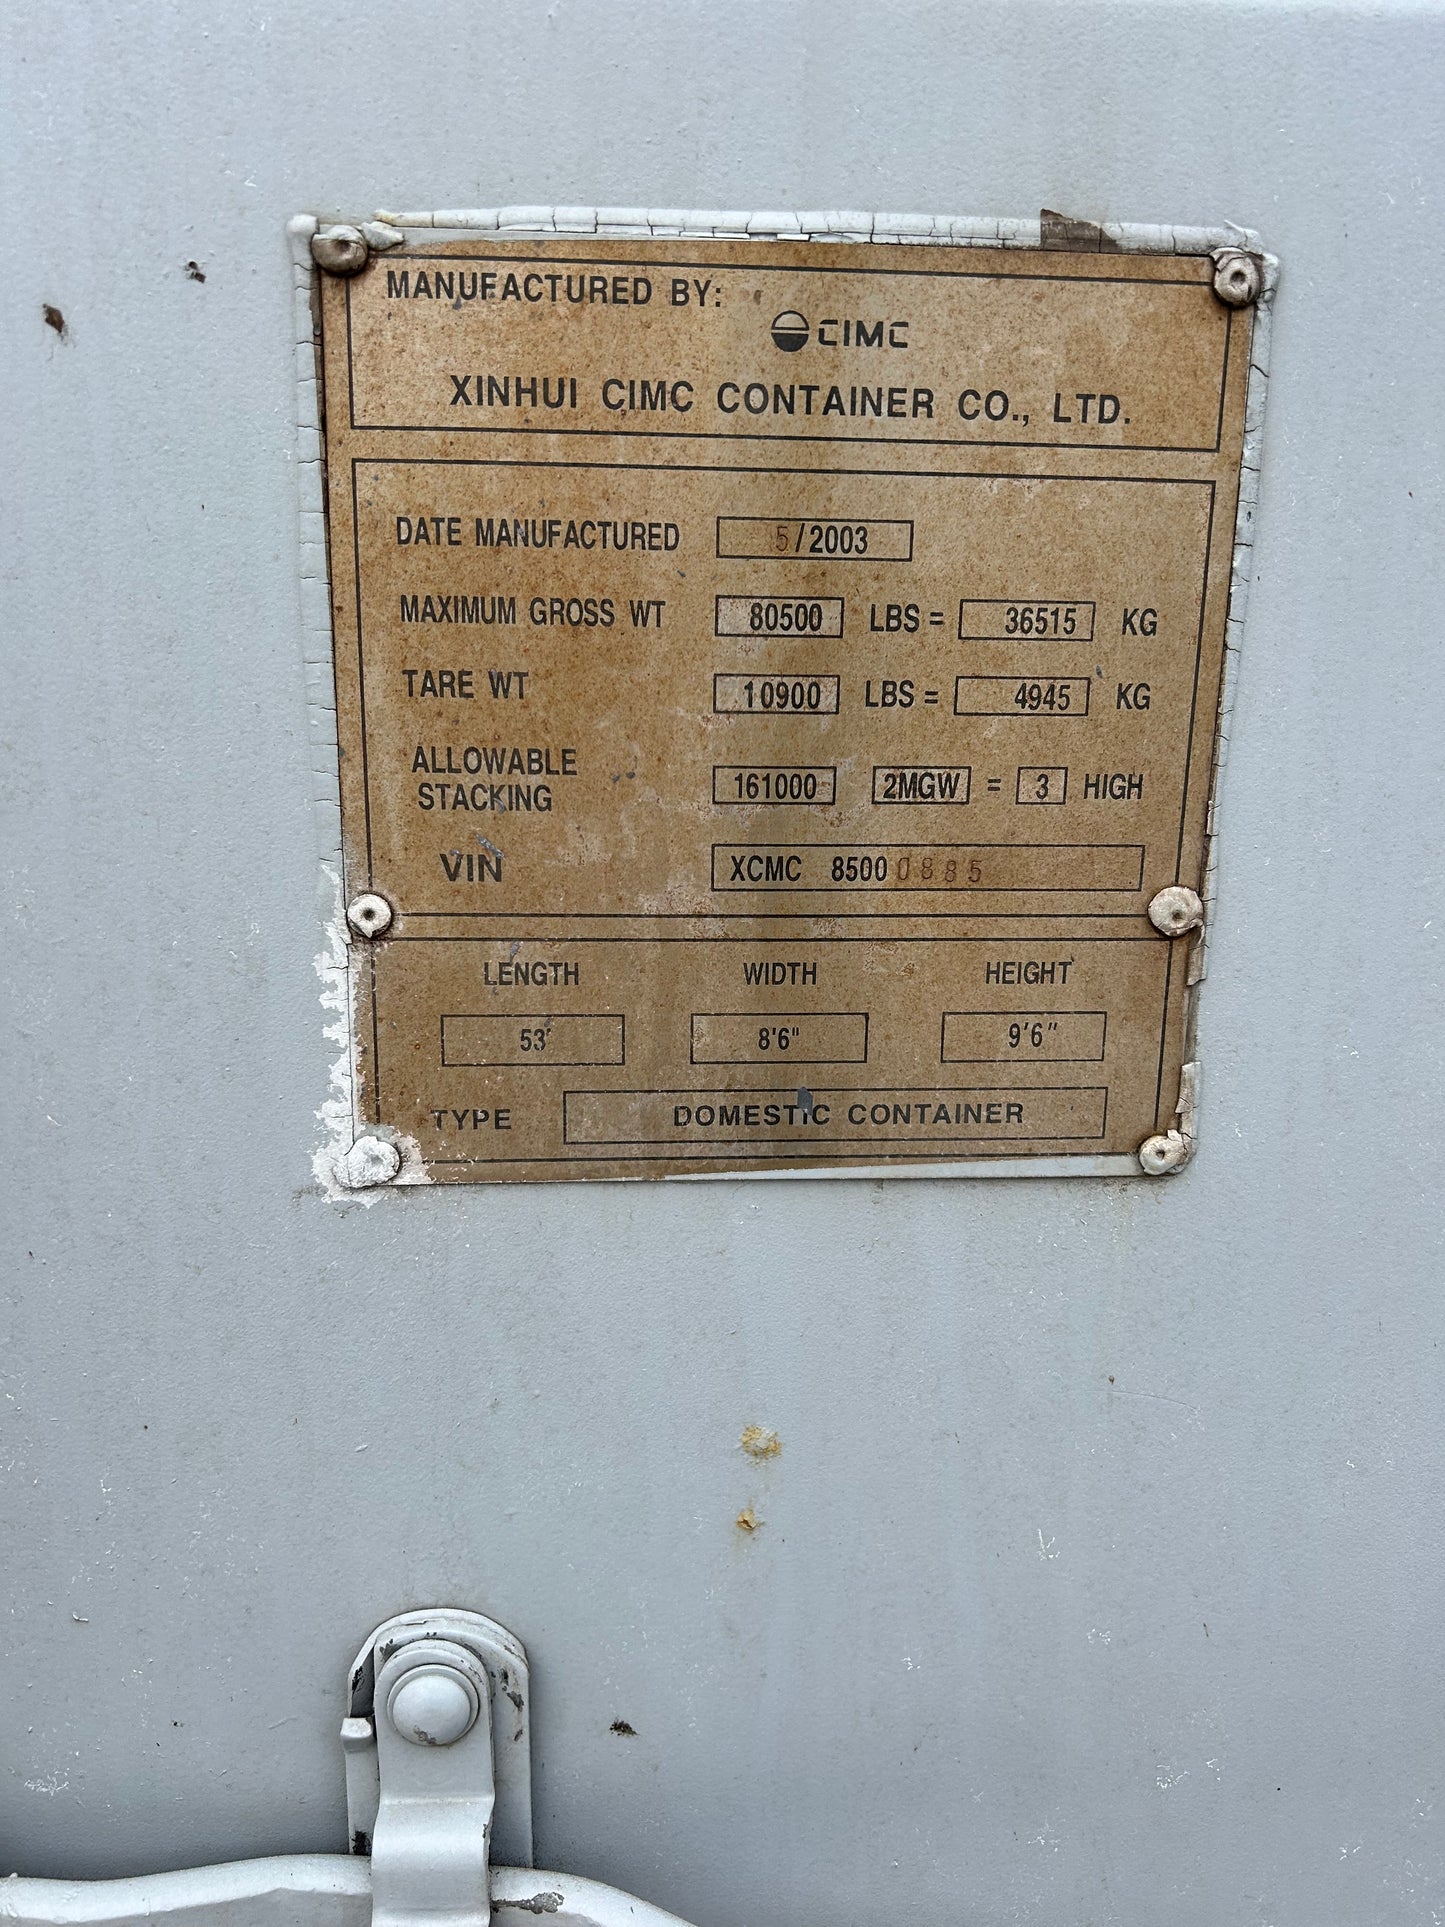 MANUFACTURED BY:
CIMC
XINHUI CIMC CONTAINER CO., LTD.
DATE MANUFACTURED 5/2003
MAXIMUM GROSS WT 80500 LBS = 36515 KG
TARE WT 10900 LBS = 4945 KG
ALLOWABLE
STACKING 161000 2MGW = 3 HIGH
VIN XCMC 85000885
LENGTH WIDTH HEIGHT
53' 8'6" 9'6"
TYPE DOMESTIC CONTAINER